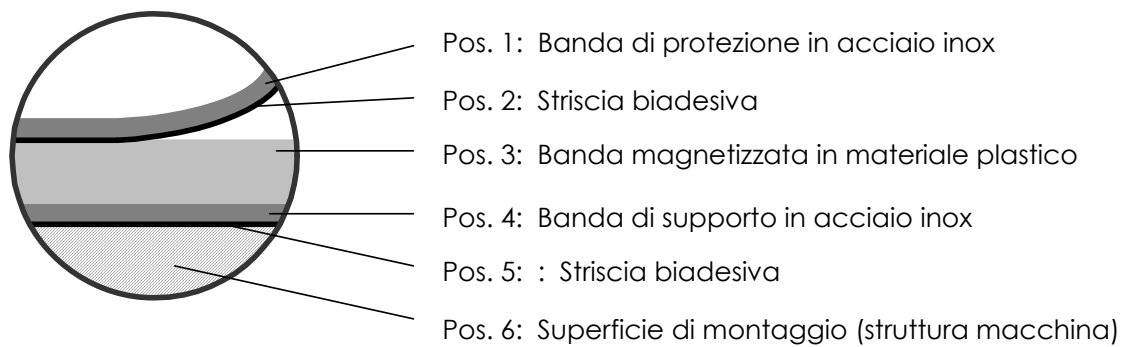 Pos. 1: Banda di protezione in acciaio inox
Pos. 2: Striscia biadesiva
Pos. 3: Banda magnetizzata in materiale plastico
Pos. 4: Banda di supporto in acciaio inox
Pos. 5: : Striscia biadesiva
Pos. 6: Superficie di montaggio (struttura macchina)